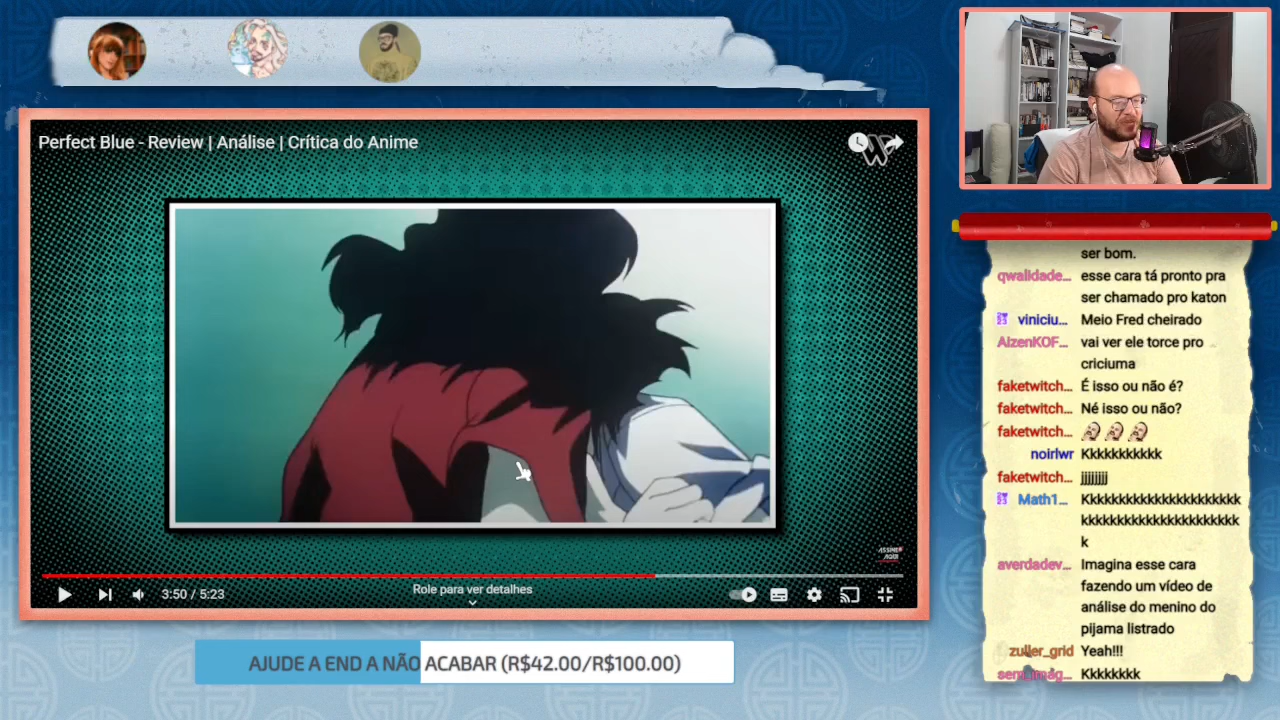 Perfect Blue - Review | Análise | Crítica do Anime
W
ASSINE
AQUI
3:50 / 5:23
Role para ver detalhes
AJUDE A END A NÃO ACABAR (R$42.00/R$100.00)
ser bom.
qwalidade... esse cara tá pronto pra
ser chamado pro katon
viniciu... Meio Fred cheirado
AizenKOF... vai ver ele torce pro
criciuma
faketwitch... É isso ou não é?
faketwitch... Né isso ou não?
faketwitch...
noirlwr Kkkkkkkkkkk
faketwitch... jjjjjjjj
Math1... Kkkkkkkkkkkkkkkkkkkkkk
kkkkkkkkkkkkkkkkkkkkkk
k
averdadev... Imagina esse cara
fazendo um vídeo de
análise do menino do
pijama listrado
zuller_grid Yeah!!!
sem_imag... Kkkkkkkk